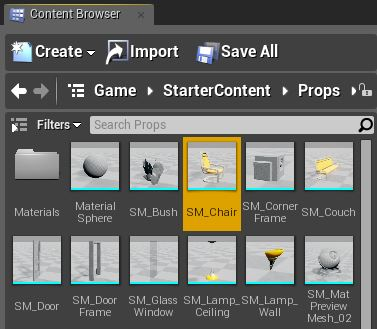 Content Browser
Create Import Save All
Game StarterContent Props
Filters Search Props
Materials Material Sphere SM_Bush SM_Chair SM_Corner Frame SM_Couch
SM_Door SM_Door Frame SM_Glass Window SM_Lamp_ Ceiling SM_Lamp_ Wall SM_Mat Preview Mesh_02